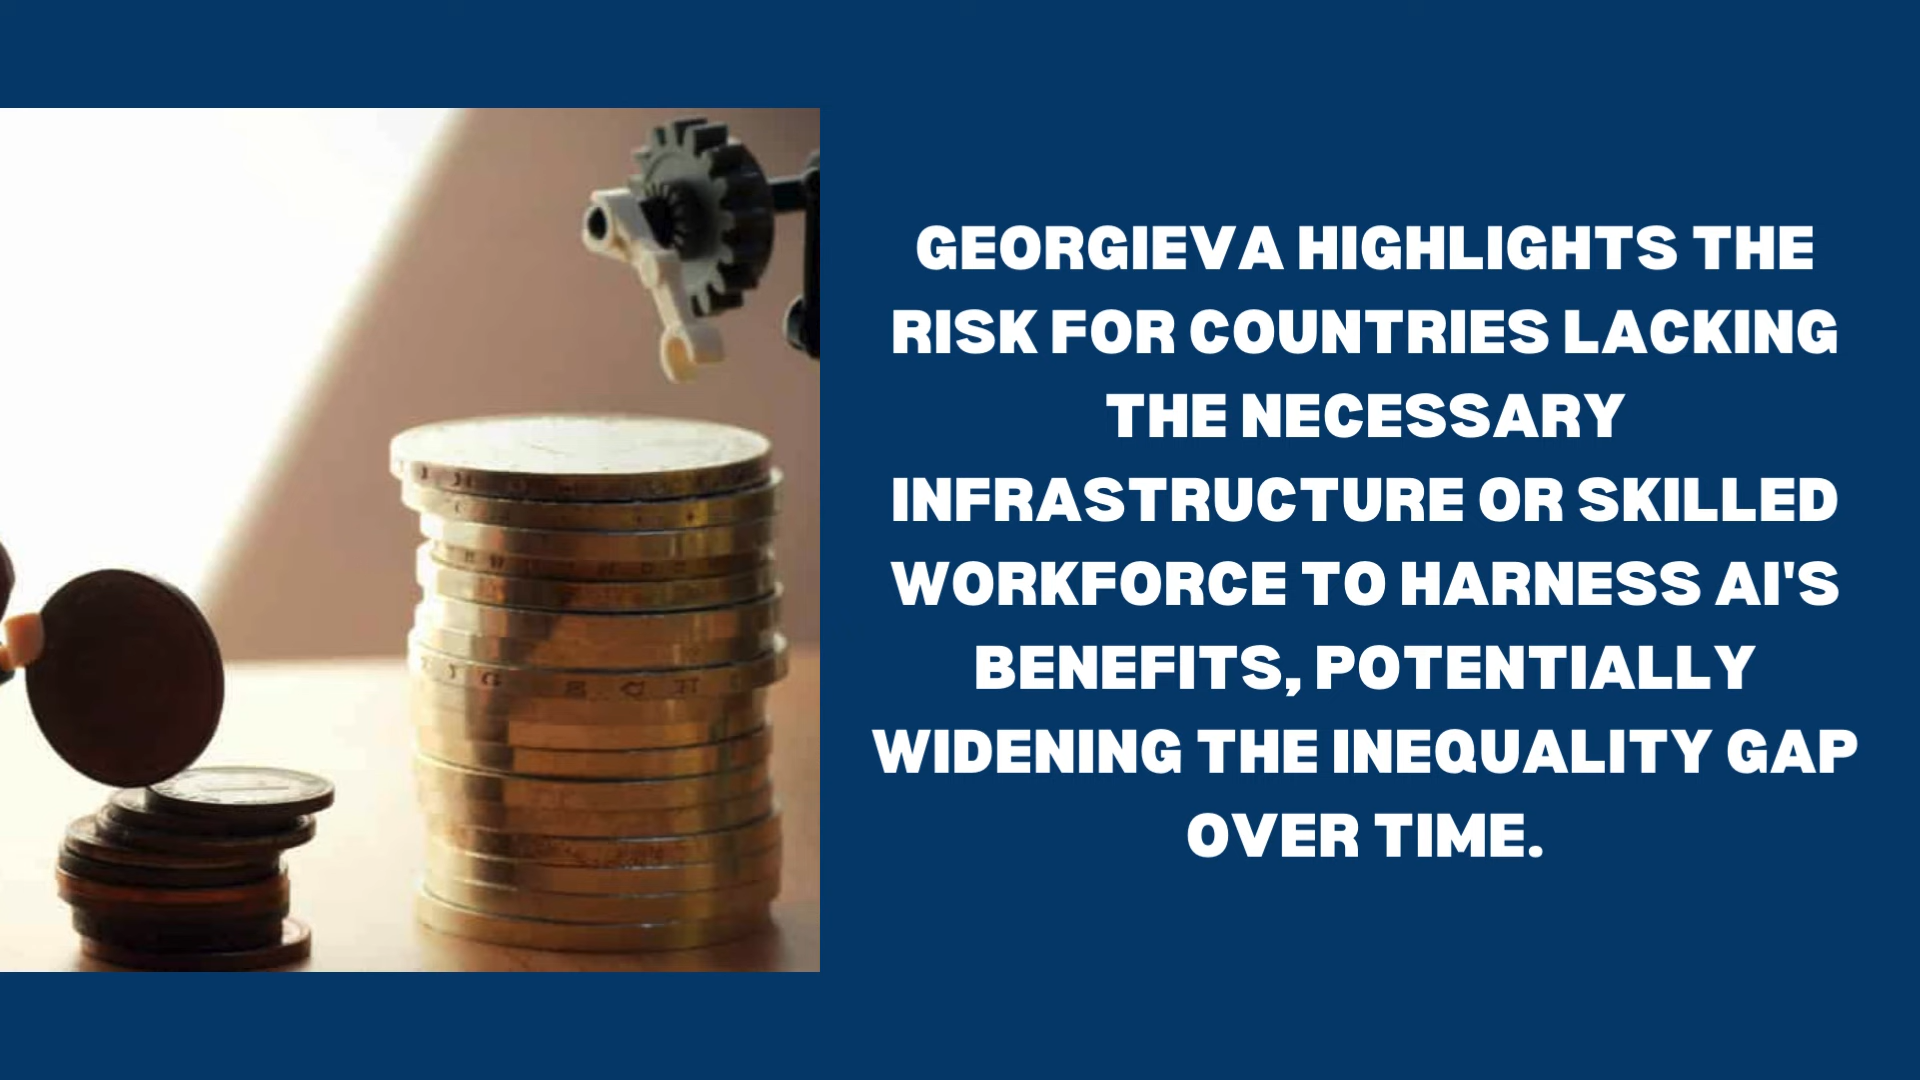 GEORGIEVA HIGHLIGHTS THE
RISK FOR COUNTRIES LACKING
THE NECESSARY
INFRASTRUCTURE OR SKILLED
WORKFORCE TO HARNESS AI'S
BENEFITS, POTENTIALLY
WIDENING THE INEQUALITY GAP
OVER TIME.